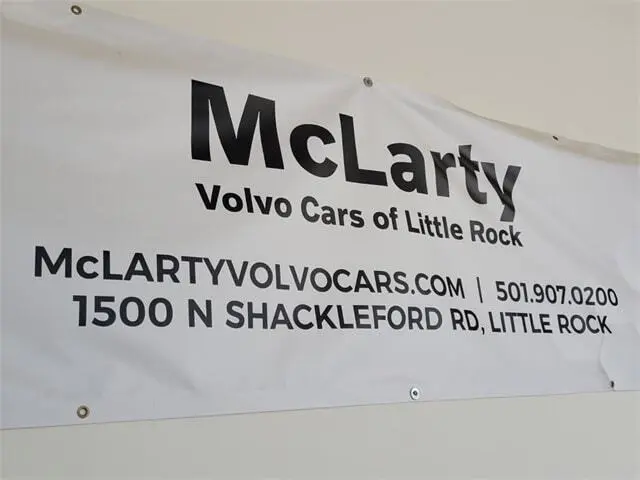 McLarty
Volvo Cars of Little Rock
McLARTYVOLVOCARS.COM | 501.907.0200
1500 N SHACKLEFORD RD, LITTLE ROCK